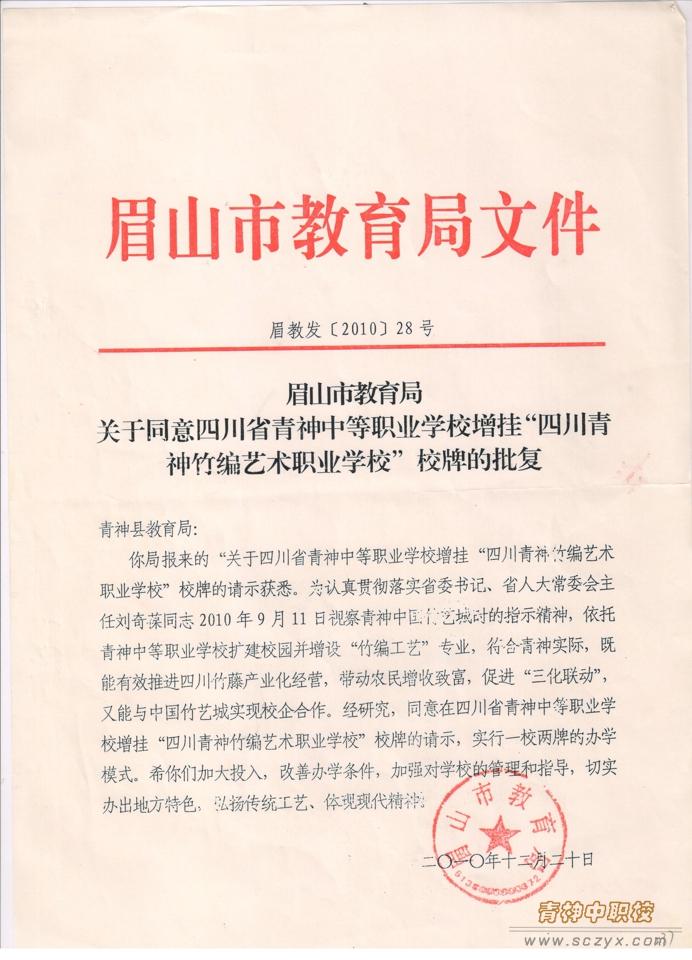 眉山市教育局文件
眉教发〔2010〕28号
眉山市教育局
关于同意四川省青神中等职业学校增挂“四川青
神竹编艺术职业学校”校牌的批复
青神县教育局：
你局报来的“关于四川省青神中等职业学校增挂“四川青神竹编艺术
职业学校”校牌的请示获悉。为认真贯彻落实省委书记、省人大常委会主
任刘奇葆同志2010年9月11日视察青神中国竹艺城时的指示精神，依托
青神中等职业学校扩建校园并增设“竹编工艺”专业，符合青神实际，既
能有效推进四川竹藤产业化经营，带动农民增收致富，促进“三化联动”，
又能与中国竹艺城实现校企合作。经研究，同意在四川省青神中等职业学
校增挂“四川青神竹编艺术职业学校”校牌的请示，实行一校两牌的办学
模式。希你们加大投入，改善办学条件，加强对学校的管理和指导，切实
办出地方特色，弘扬传统工艺、体现现代精神。
眉山市教育局
二〇一〇年十二月二十日
青神中职校
www.sczyx.com
37